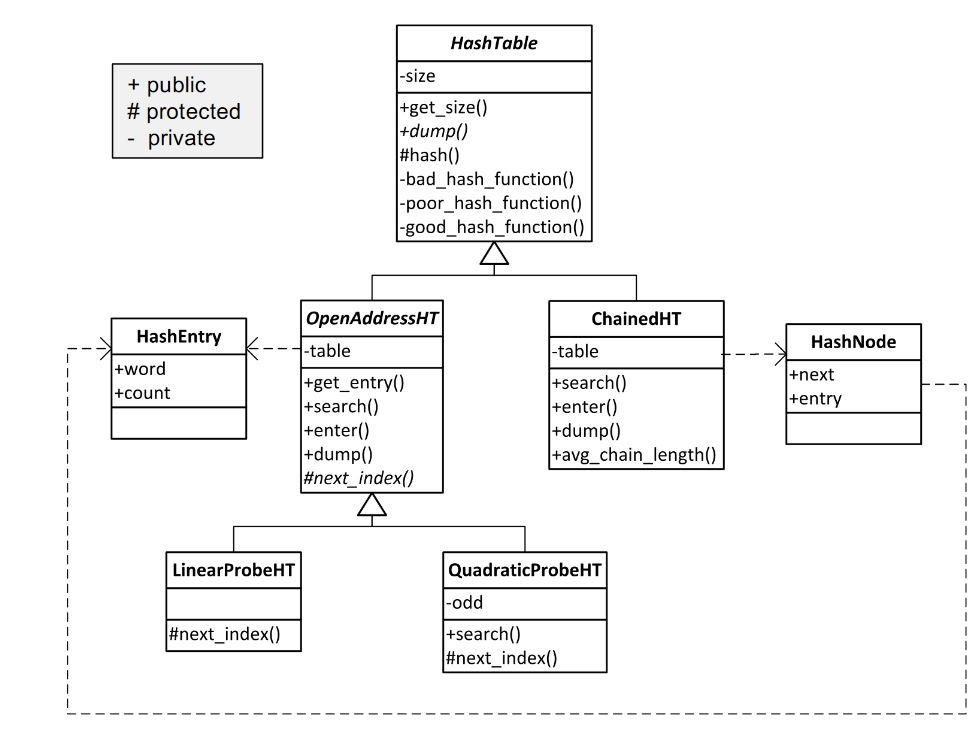 HashTable
-size
+get_size()
+dump()
#hash()
-bad_hash_function()
-poor_hash_function()
-good_hash_function()
+ public
# protected
- private
HashEntry
+word
+count
OpenAddressHT
-table
+get_entry()
+search()
+enter()
+dump()
#next_index()
ChainedHT
-table
+search()
+enter()
+dump()
+avg_chain_length()
HashNode
+next
+entry
LinearProbeHT
#next_index()
QuadraticProbeHT
-odd
+search()
#next_index()